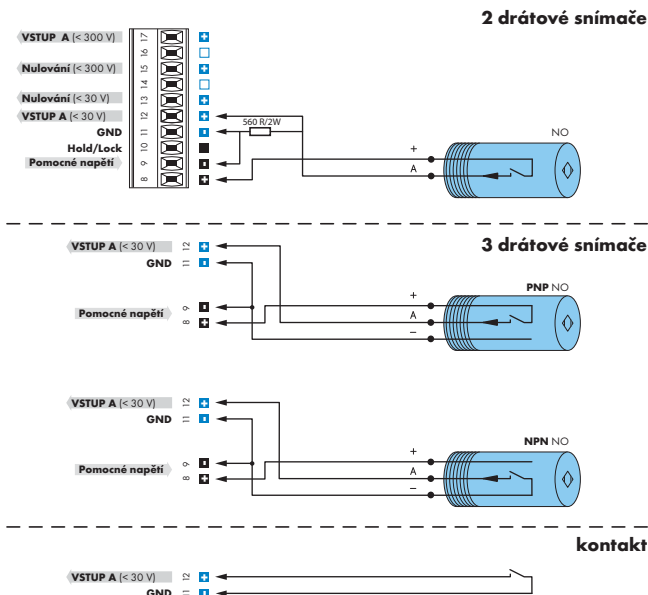 2 drátové snímače
VSTUP A (< 300 V) 17
16
Nulování (< 300 V) 15
14
Nulování (< 30 V) 13
VSTUP A (< 30 V) 12
GND 11
Hold/Lock 10
Pomocné napětí 9
8
560 R/2W
NO
+
A
3 drátové snímače
VSTUP A (< 30 V) 12
GND 11
Pomocné napětí 9
8
PNP NO
+
A
–
VSTUP A (< 30 V) 12
GND 11
Pomocné napětí 9
8
NPN NO
+
A
–
kontakt
VSTUP A (< 30 V) 12
GND 11